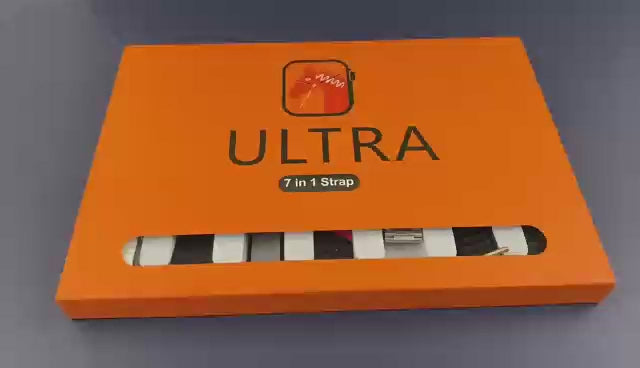 ULTRA
7 in 1 Strap